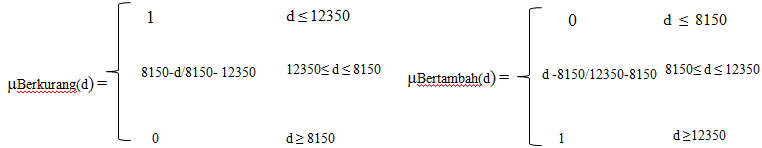 1 d ≤ 12350
μBerkurang(d) = 8150-d/8150- 12350 12350≤ d ≤ 8150
0 d ≥ 8150
0 d ≤ 8150
μBertambah(d) = d -8150/12350-8150 8150≤ d ≤ 12350
1 d ≥12350